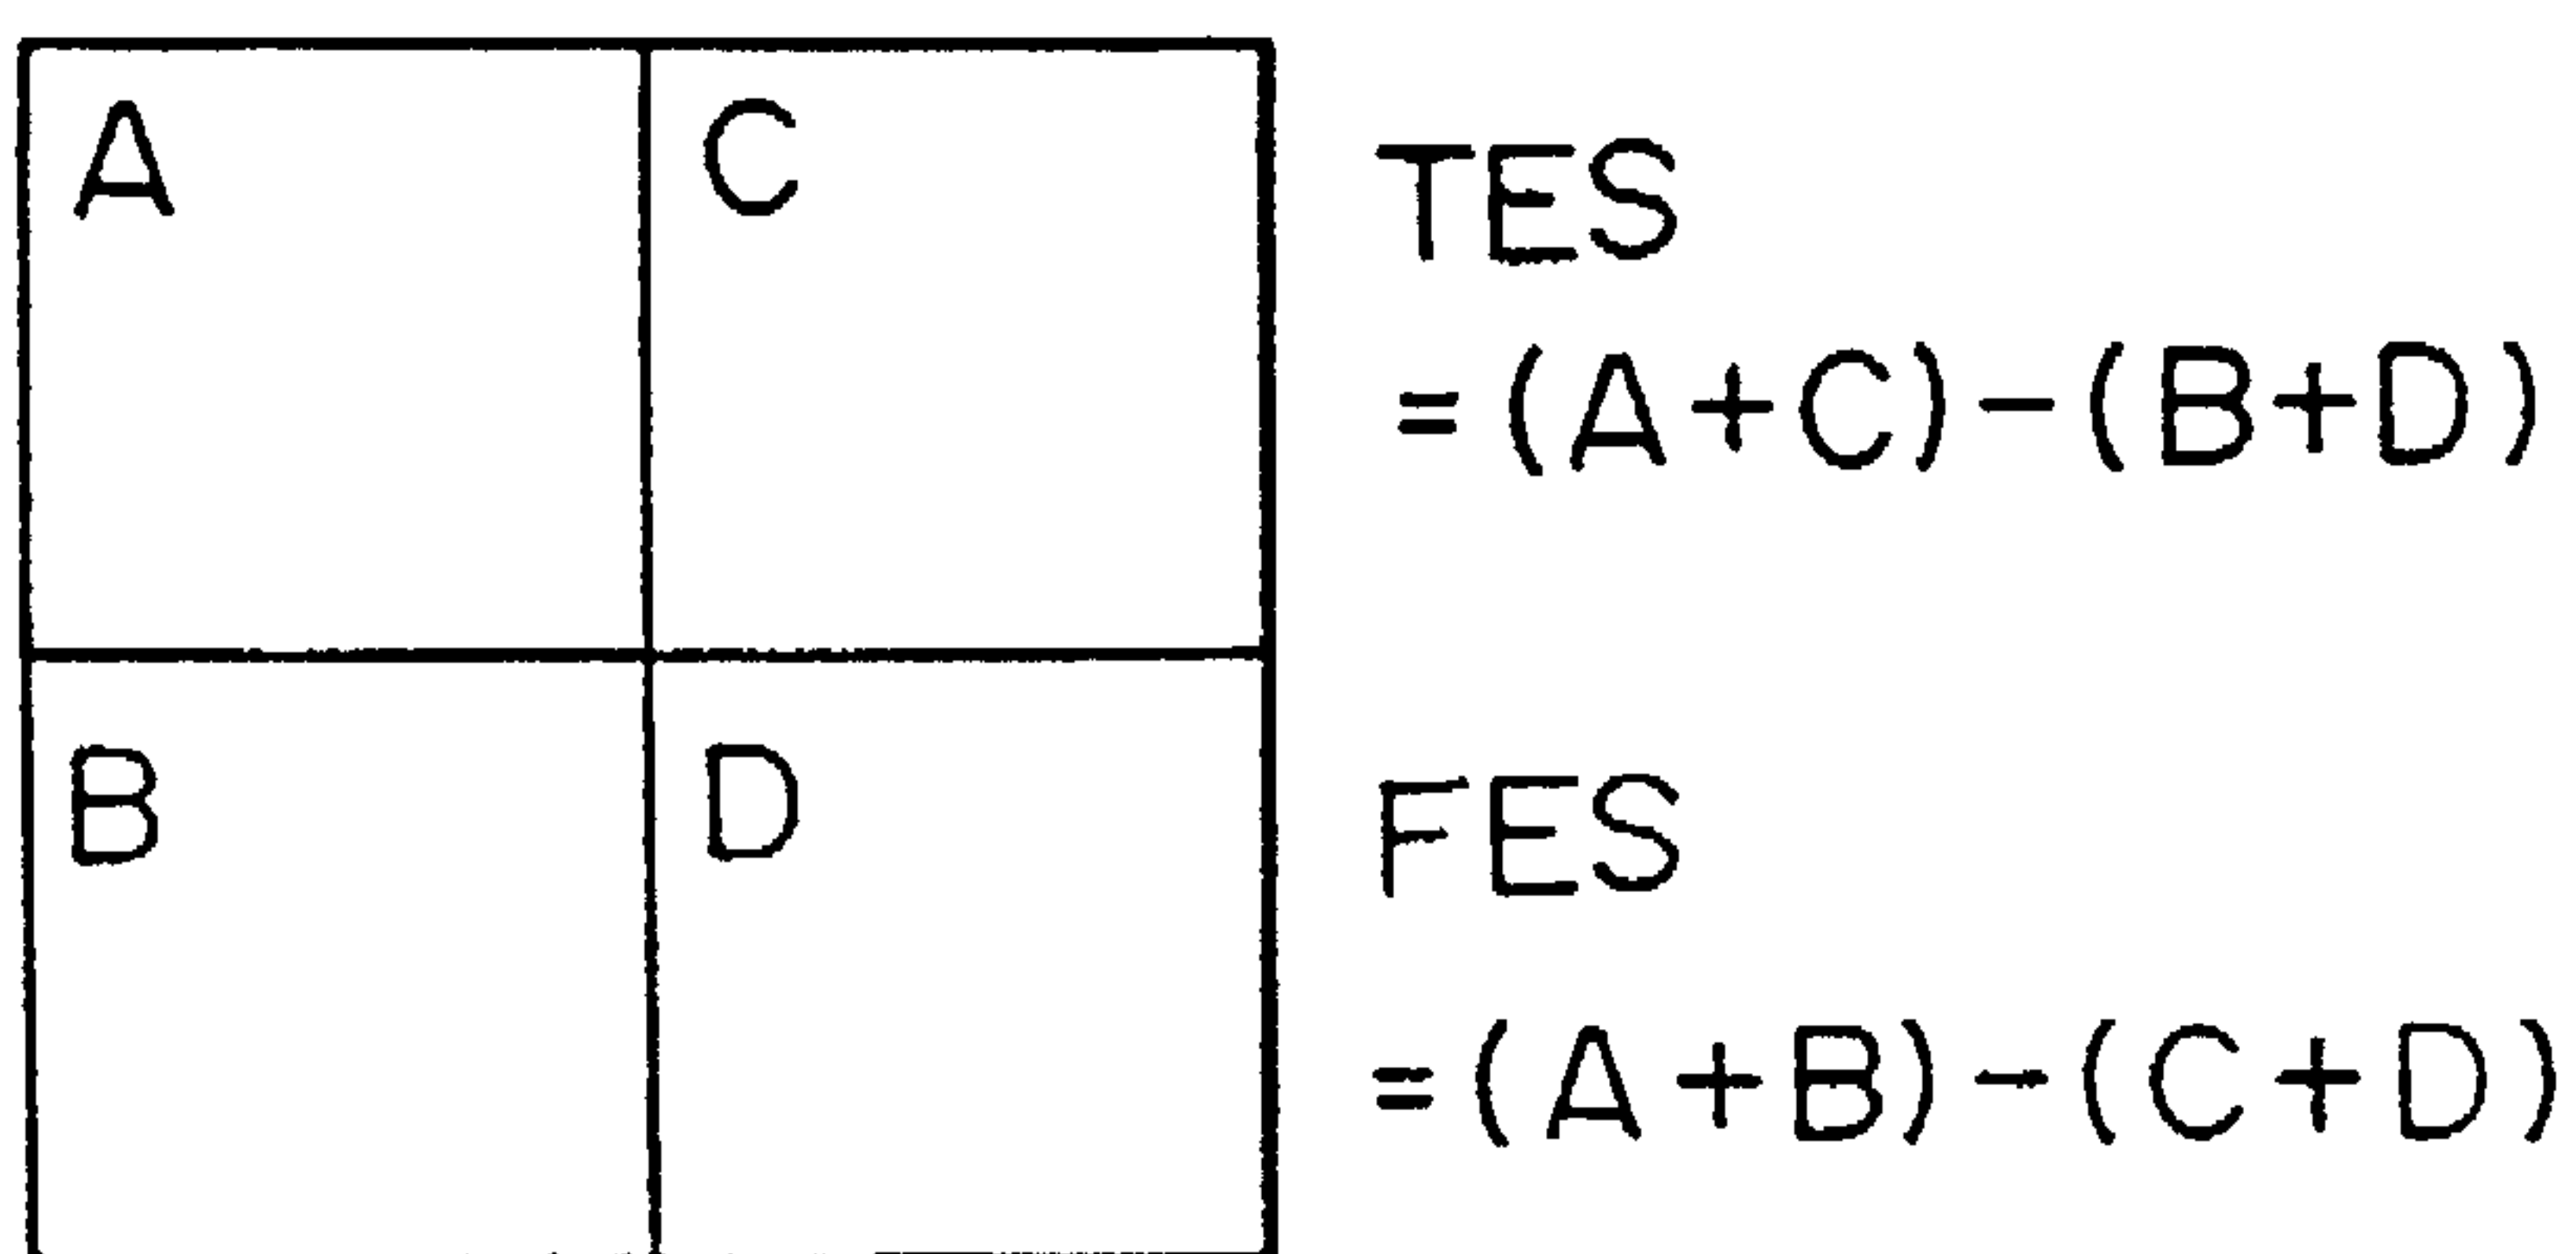 A C
B D
TES
=(A+C)-(B+D)
FES
=(A+B)-(C+D)